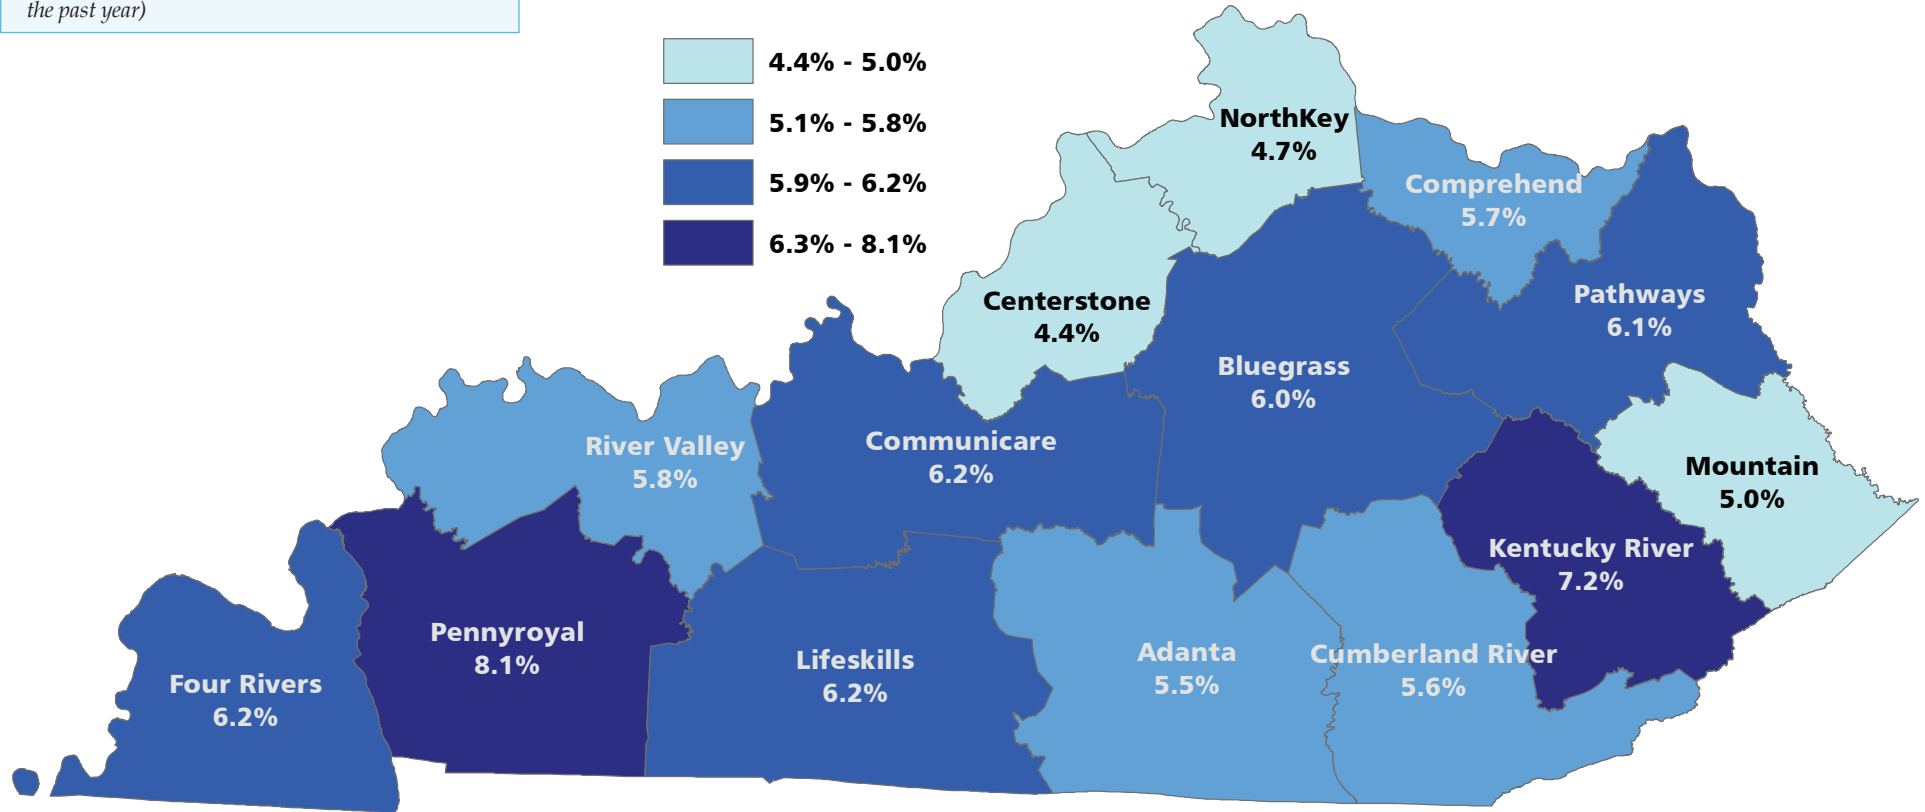 the past year)
4.4% - 5.0%
5.1% - 5.8%
5.9% - 6.2%
6.3% - 8.1%
NorthKey
4.7%
Comprehend
5.7%
Pathways
6.1%
Centerstone
4.4%
Bluegrass
6.0%
River Valley
5.8%
Communicare
6.2%
Mountain
5.0%
Kentucky River
7.2%
Pennyroyal
8.1%
Four Rivers
6.2%
Lifeskills
6.2%
Adanta
5.5%
Cumberland River
5.6%